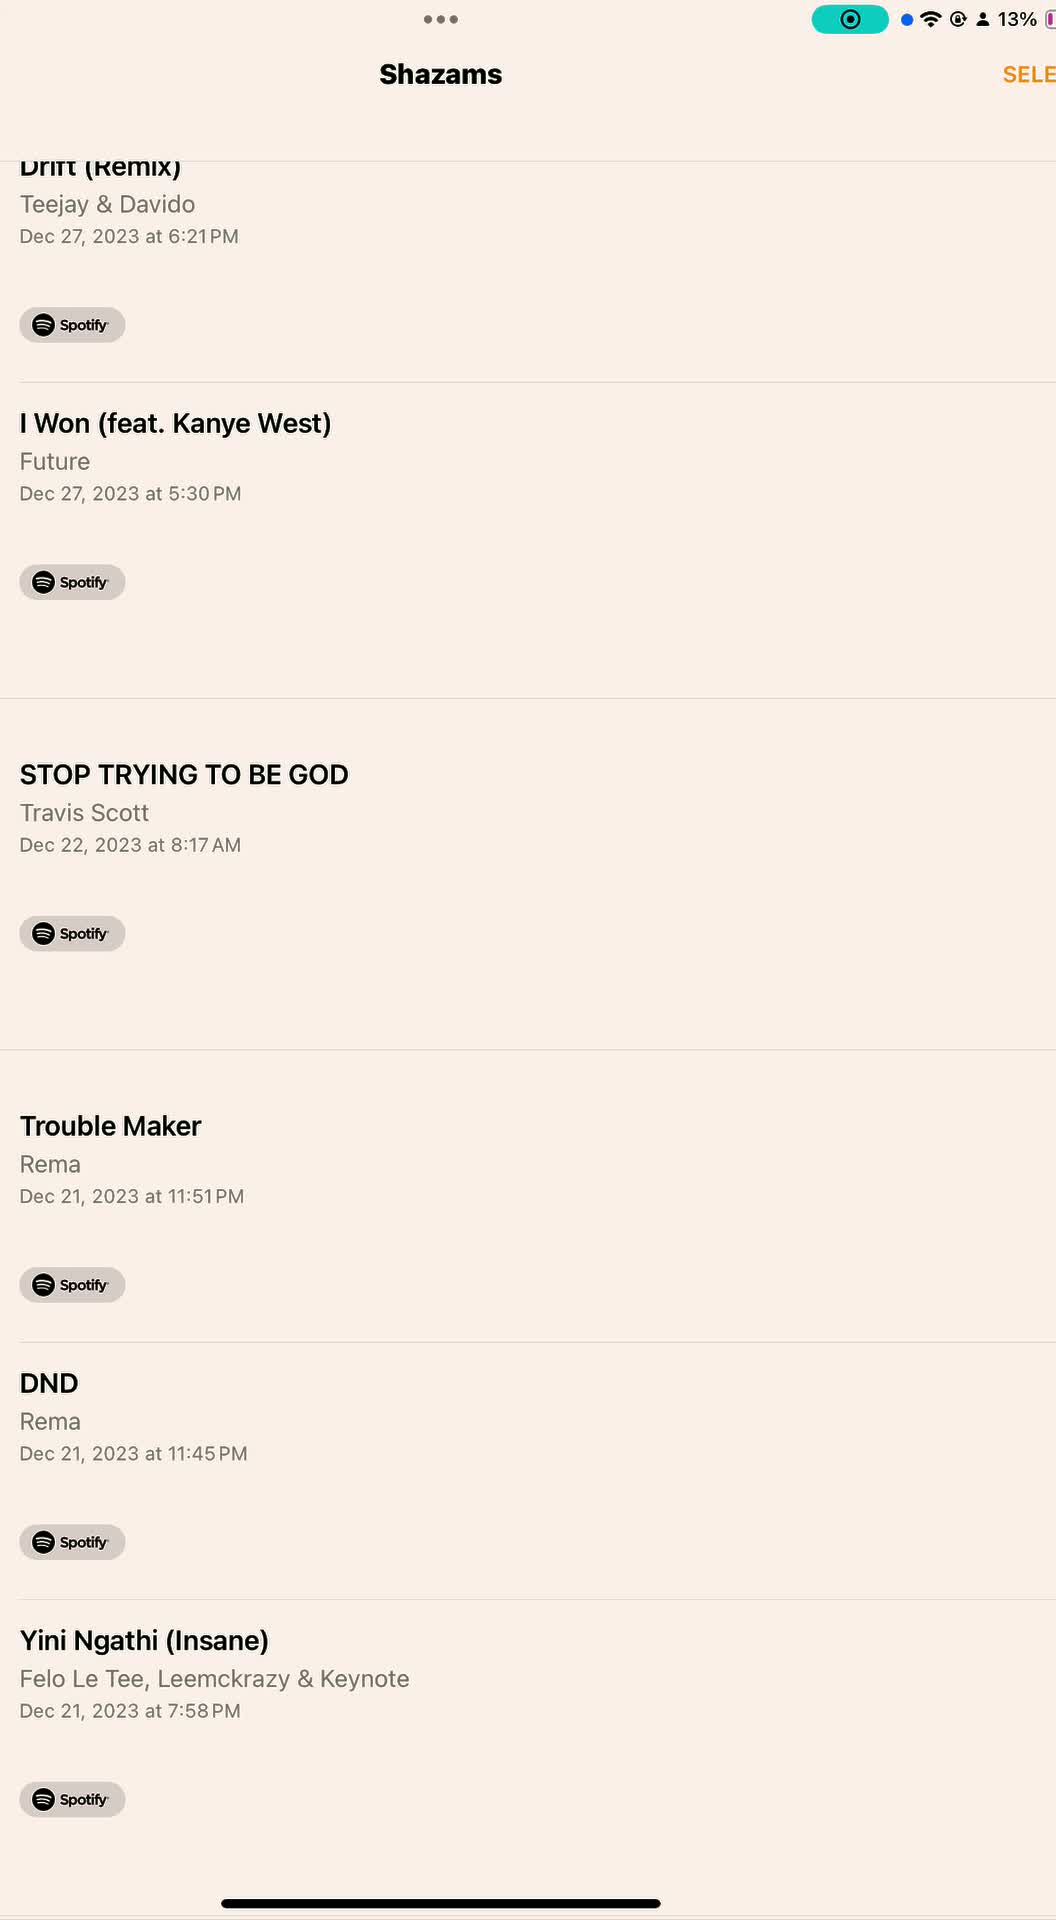 13%
Shazams
SELE
Drift (Remix)
Teejay & Davido
Dec 27, 2023 at 6:21 PM
Spotify
I Won (feat. Kanye West)
Future
Dec 27, 2023 at 5:30 PM
Spotify
STOP TRYING TO BE GOD
Travis Scott
Dec 22, 2023 at 8:17 AM
Spotify
Trouble Maker
Rema
Dec 21, 2023 at 11:51 PM
Spotify
DND
Rema
Dec 21, 2023 at 11:45 PM
Spotify
Yini Ngathi (Insane)
Felo Le Tee, Leemckrazy & Keynote
Dec 21, 2023 at 7:58 PM
Spotify